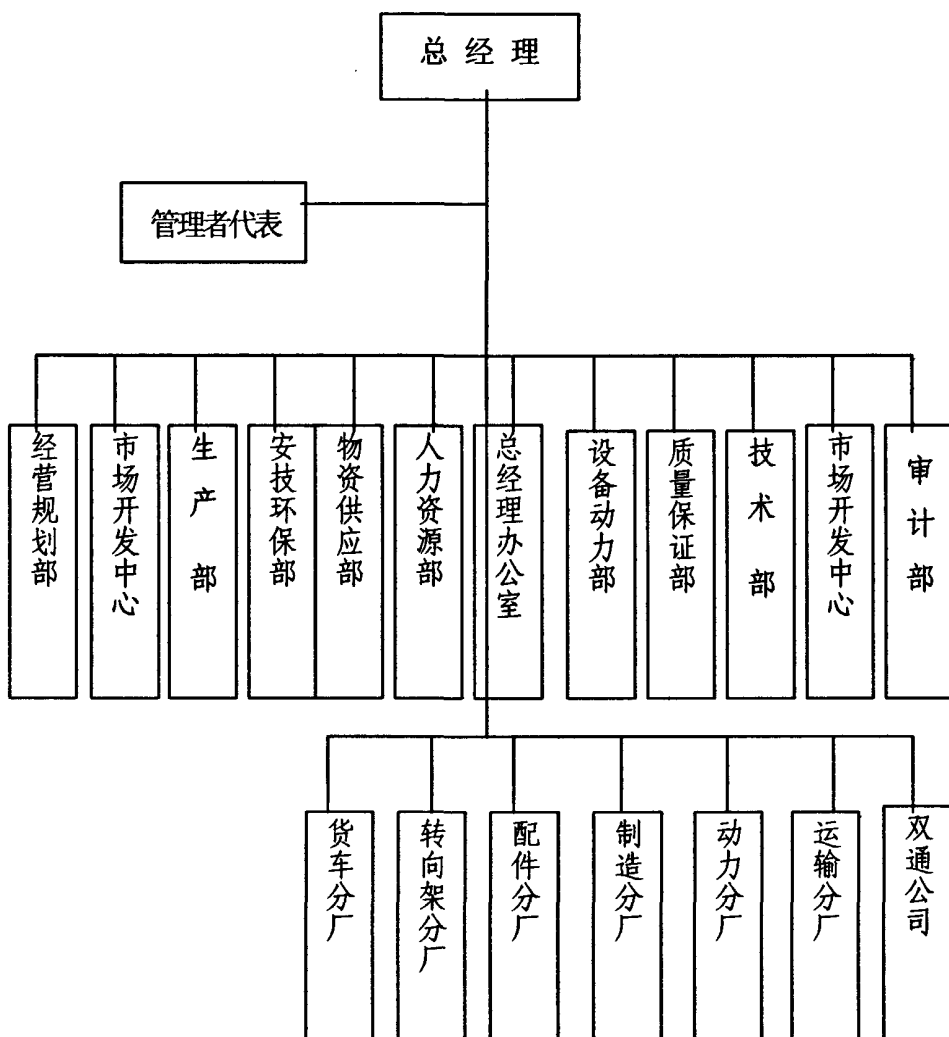 总经理
管理者代表
经营规划部
市场开发中心
生产部
安技环保部
物资供应部
人力资源部
总经理办公室
设备动力部
质量保证部
技术部
市场开发中心
审计部
货车分厂
转向架分厂
配件分厂
制造分厂
动力分厂
运输分厂
双通公司